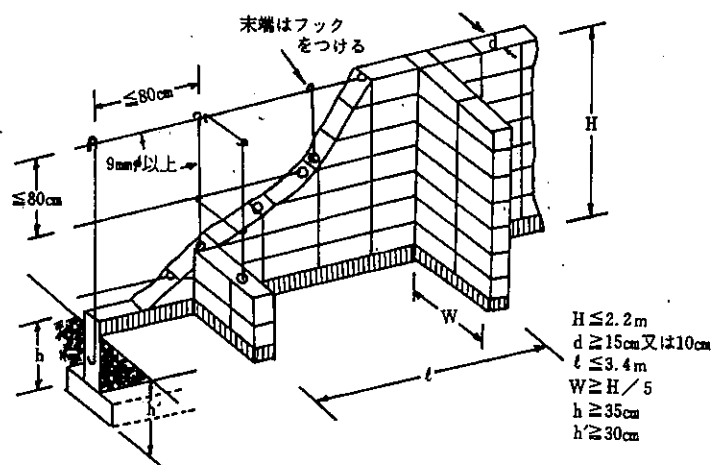 末端はフック
をつける
d
≦80cm
H
9mmφ以上
≦80cm
W
h
ℓ
h′
H≦2.2m
d≧15cm又は10cm
ℓ≦3.4m
W≧H/5
h≧35cm
h′≧30cm